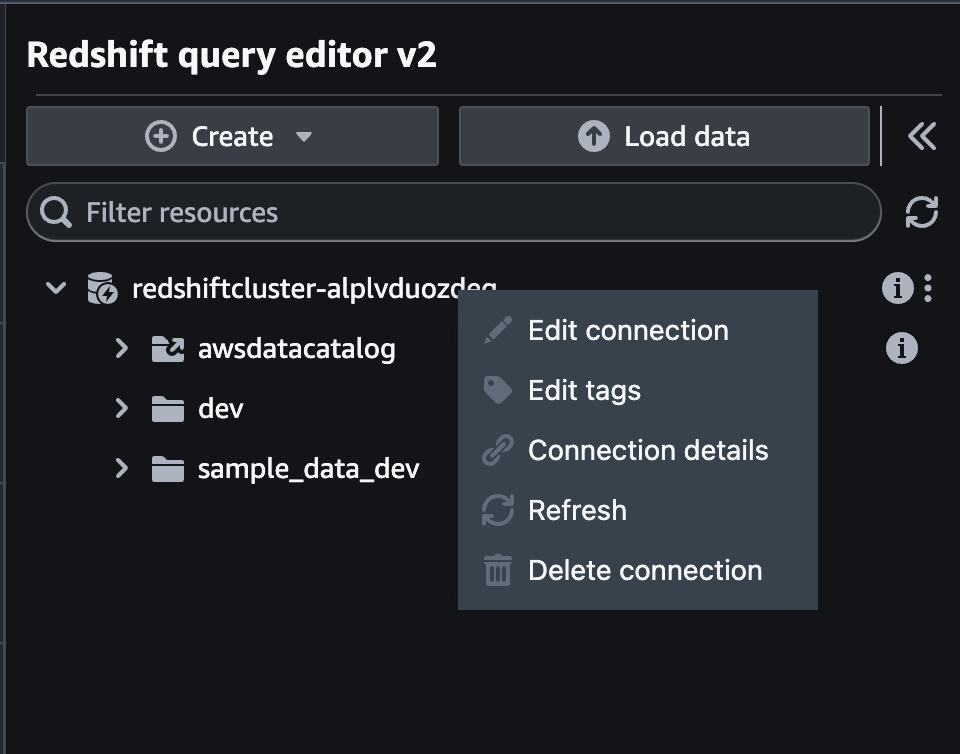 Redshift query editor v2
Create
Load data
Filter resources
redshiftcluster-alplvduoz
Edit connection
awsdatacatalog
Edit tags
dev
Connection details
sample_data_dev
Refresh
Delete connection